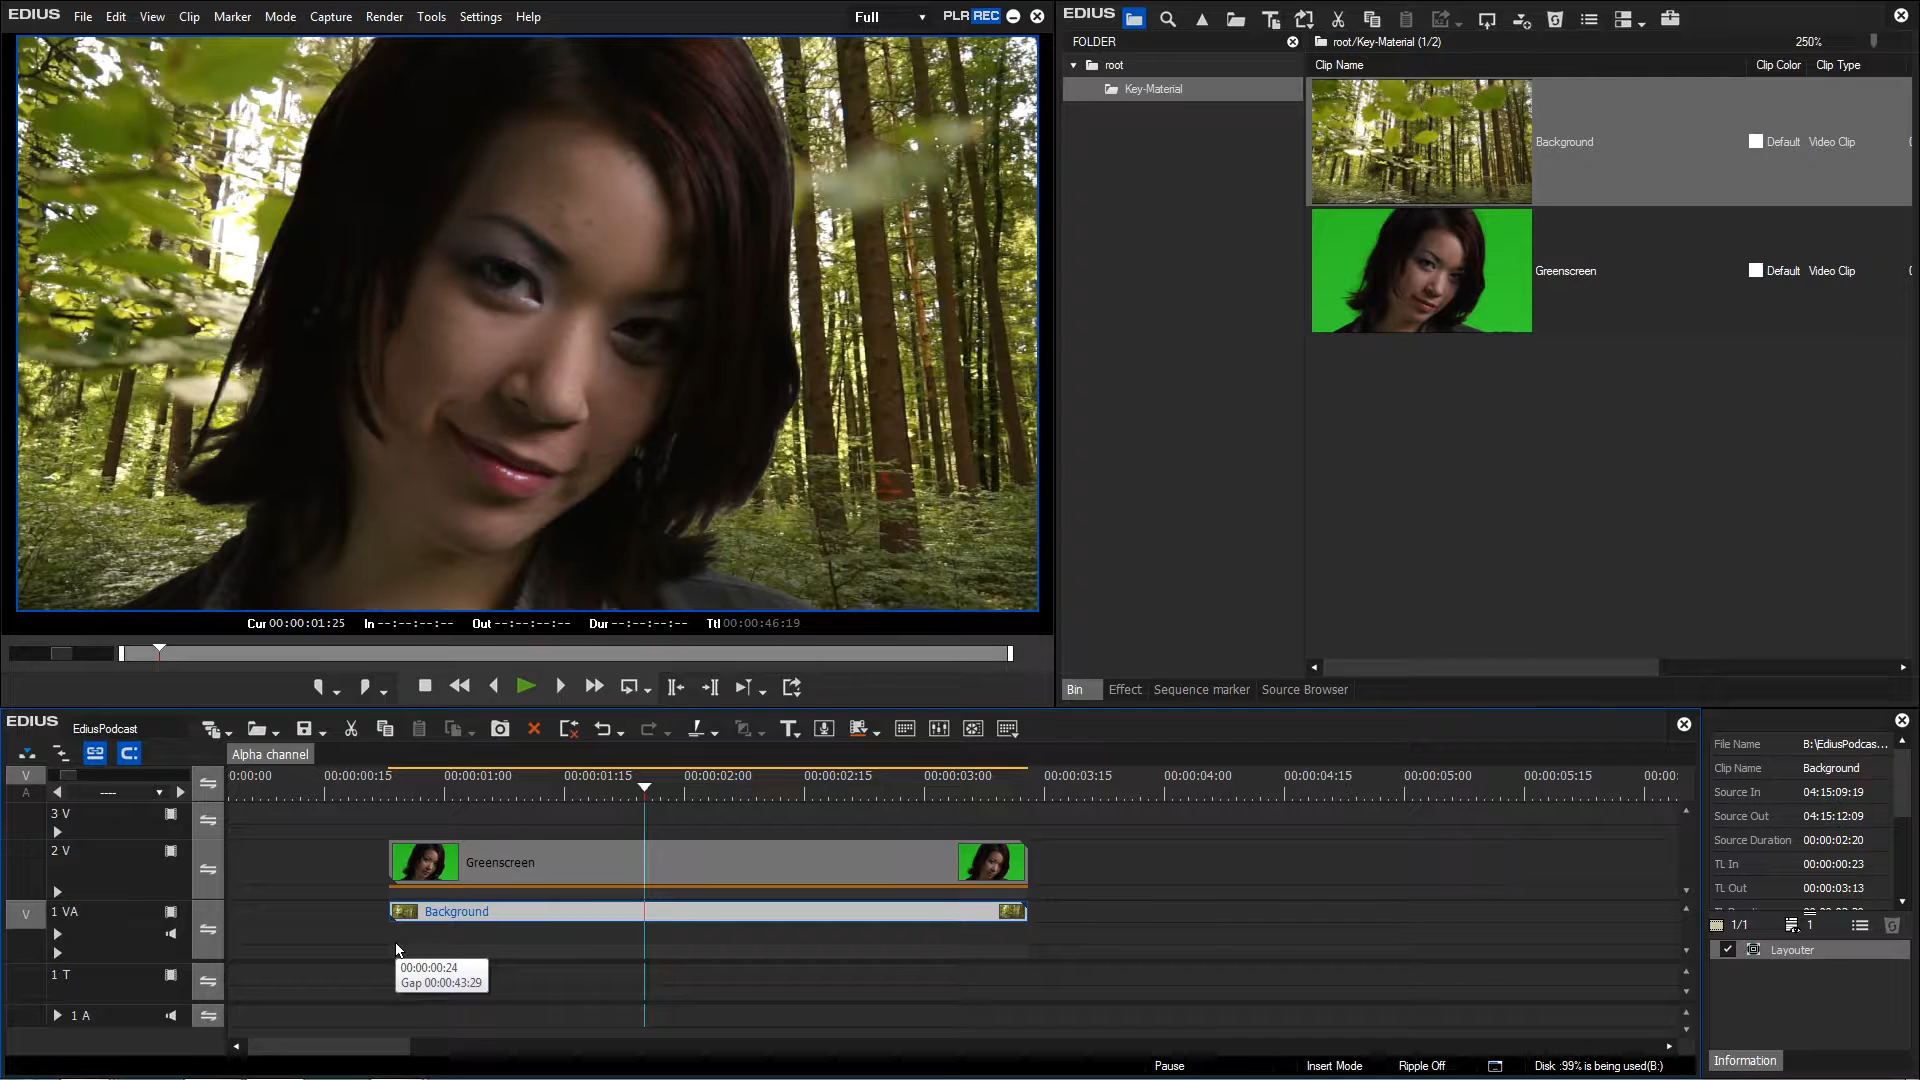 EDIUS File Edit View Clip Marker Mode Capture Render Tools Settings Help Full PLR REC
EDIUS
FOLDER
root/Key-Material (1/2) 250%
root
Key-Material
Clip Name Clip Color Clip Type
Background Default Video Clip
Greenscreen Default Video Clip
Cur 00:00:01:25 In --:--:--:-- Out --:--:--:-- Dur --:--:--:-- Ttl 00:00:46:19
Bin Effect Sequence marker Source Browser
EDIUS EdiusPodcast
Alpha channel
V
A
----
0:00:00 00:00:00:15 00:00:01:00 00:00:01:15 00:00:02:00 00:00:02:15 00:00:03:00 00:00:03:15 00:00:04:00 00:00:04:15 00:00:05:00 00:00:05:15 00:00:
3 V
2 V
Greenscreen
V
1 VA
Background
00:00:00:24
Gap 00:00:43:29
1 T
1 A
File Name B:\EdiusPodcas...
Clip Name Background
Source In 04:15:09:19
Source Out 04:15:12:09
Source Duration 00:00:02:20
TL In 00:00:00:23
TL Out 00:00:03:13
1/1 1
Layouter
Information
Pause Insert Mode Ripple Off Disk :99% is being used(B:)